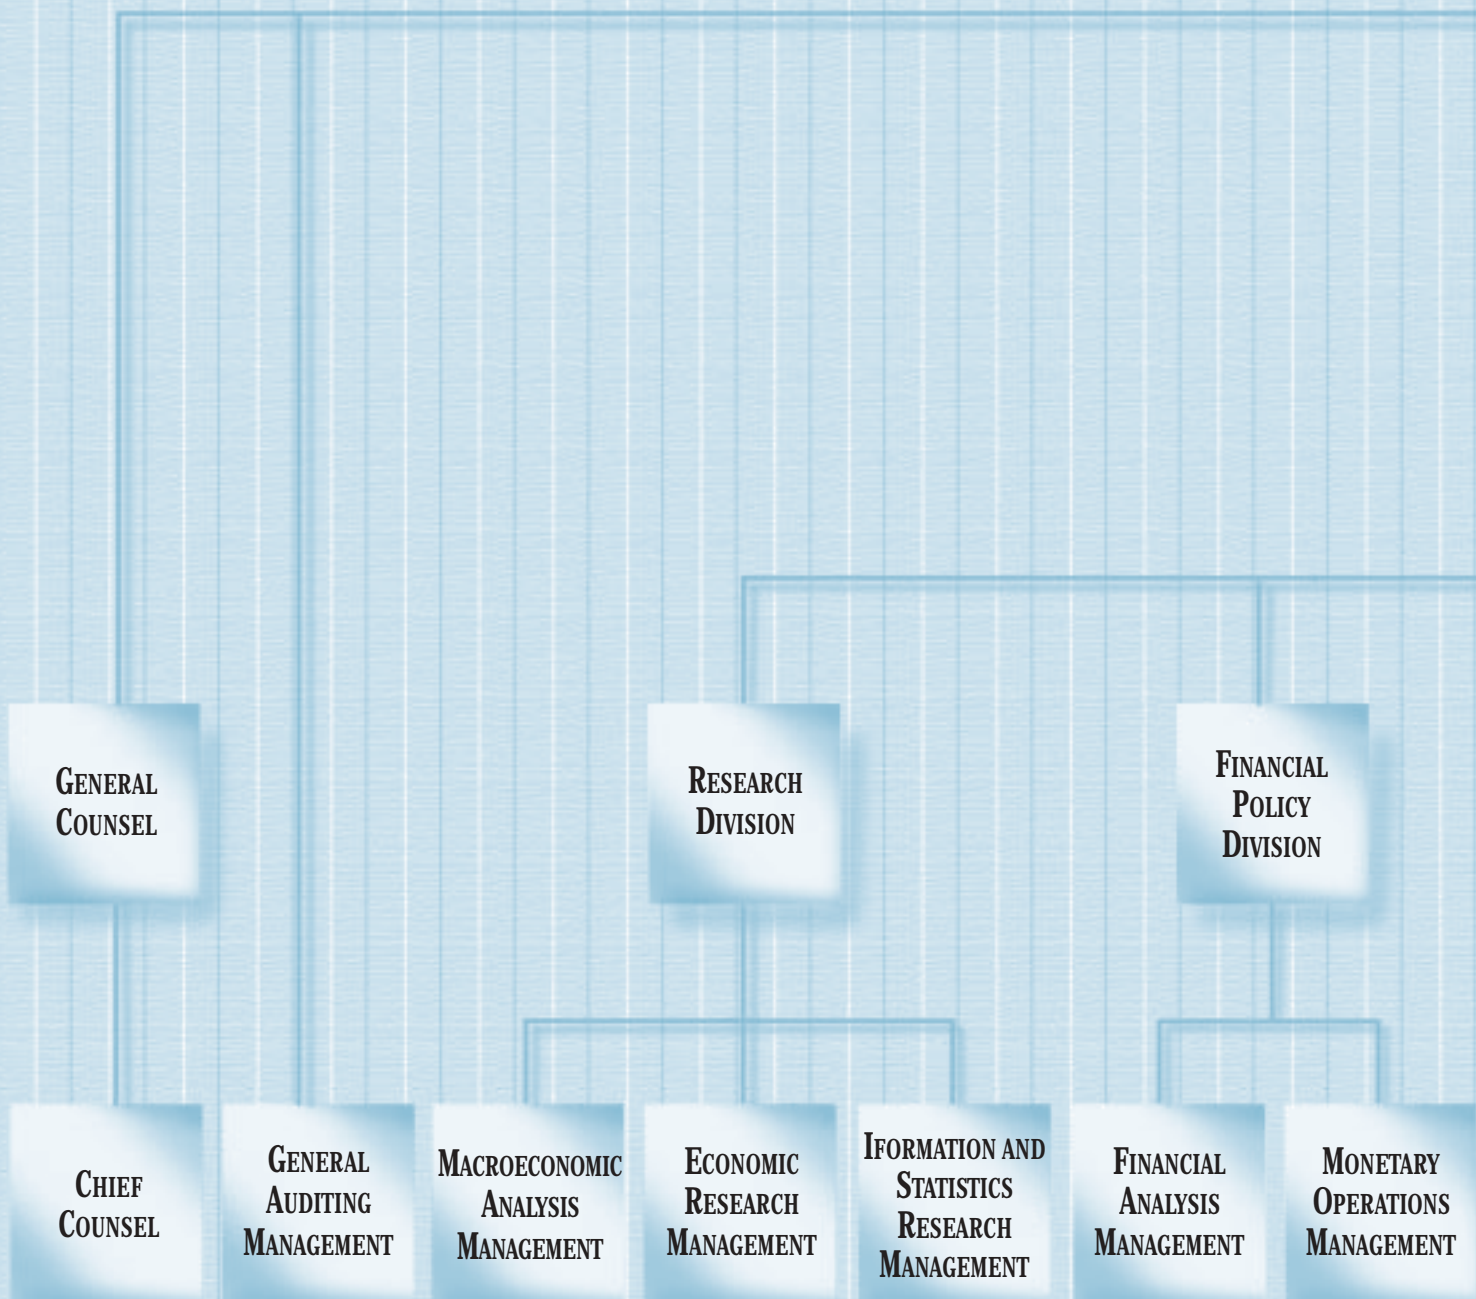 General
Counsel
Research
Division
Financial
Policy
Division
Chief
Counsel
General
Auditing
Management
Macroeconomic
Analysis
Management
Economic
Research
Management
Iformation and
Statistics
Research
Management
Financial
Analysis
Management
Monetary
Operations
Management